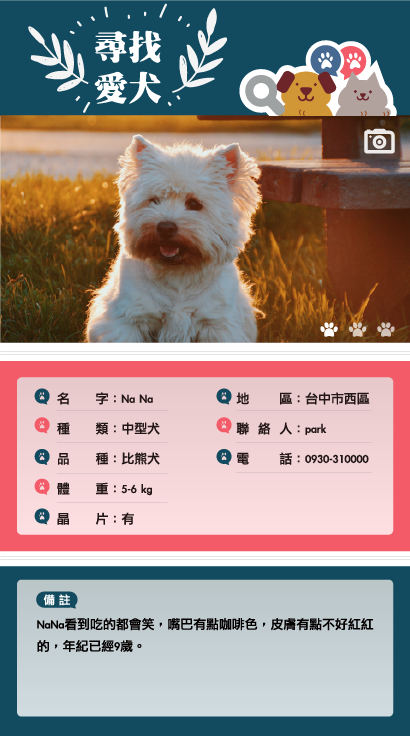 尋找
愛犬
名字：Na Na
地區：台中市西區
種類：中型犬
聯絡人：park
品種：比熊犬
電話：0930-310000
體重：5-6 kg
晶片：有
備註
NaNa看到吃的都會笑，嘴巴有點咖啡色，皮膚有點不好紅紅
的，年紀已經9歲。